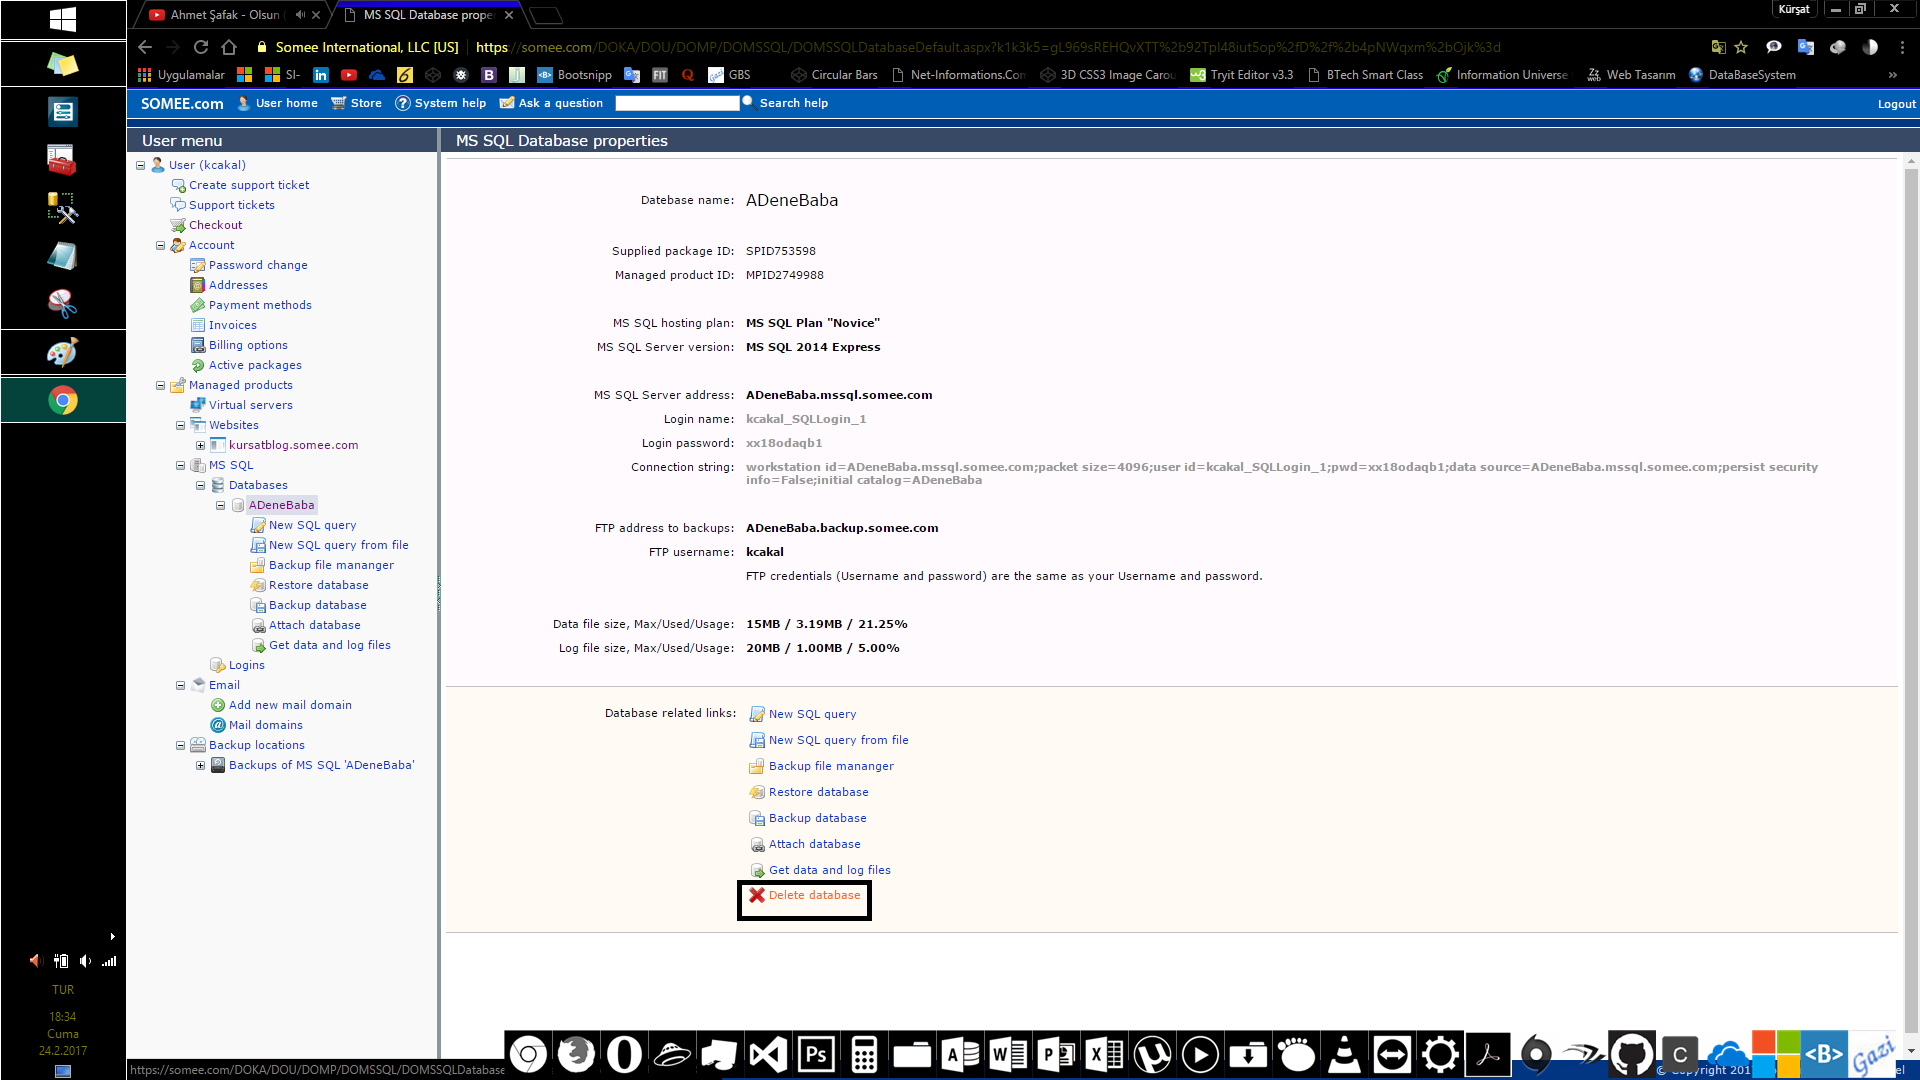 Ahmet Şafak - Olsun
MS SQL Database prope
Kürşat
Somee International, LLC [US]
https://somee.com/DOKA/DOU/DOMP/DOMSSQL/DOMSSQLDatabaseDefault.aspx?k1k3k5=gL969sREHQvXTT%2b92Tpl48iut5op%2fD%2f%2b4pNWqxm%2bOjk%3d
Uygulamalar
SI-
Bootsnipp
FIT
GBS
Circular Bars
Net-Informations.Com
3D CSS3 Image Carou
Tryit Editor v3.3
BTech Smart Class
Information Universe
Web Tasarım
DataBaseSystem
SOMEE.com
User home
Store
System help
Ask a question
Search help
Logout
User menu
MS SQL Database properties
User (kcakal)
Create support ticket
Support tickets
Checkout
Account
Password change
Addresses
Payment methods
Invoices
Billing options
Active packages
Managed products
Virtual servers
Websites
kursatblog.somee.com
MS SQL
Databases
ADeneBaba
New SQL query
New SQL query from file
Backup file mananger
Restore database
Backup database
Attach database
Get data and log files
Logins
Email
Add new mail domain
Mail domains
Backup locations
Backups of MS SQL 'ADeneBaba'
Datebase name: ADeneBaba
Supplied package ID: SPID753598
Managed product ID: MPID2749988
MS SQL hosting plan: MS SQL Plan "Novice"
MS SQL Server version: MS SQL 2014 Express
MS SQL Server address: ADeneBaba.mssql.somee.com
Login name: kcakal_SQLLogin_1
Login password: xx18odaqb1
Connection string: workstation id=ADeneBaba.mssql.somee.com;packet size=4096;user id=kcakal_SQLLogin_1;pwd=xx18odaqb1;data source=ADeneBaba.mssql.somee.com;persist security
info=False;initial catalog=ADeneBaba
FTP address to backups: ADeneBaba.backup.somee.com
FTP username: kcakal
FTP credentials (Username and password) are the same as your Username and password.
Data file size, Max/Used/Usage: 15MB / 3.19MB / 21.25%
Log file size, Max/Used/Usage: 20MB / 1.00MB / 5.00%
Database related links:
New SQL query
New SQL query from file
Backup file mananger
Restore database
Backup database
Attach database
Get data and log files
Delete database
TUR
18:34
Cuma
24.2.2017
https://somee.com/DOKA/DOU/DOMP/DOMSSQL/DOMSSQLDatabase
Ps
<B>
Gazi
© Copyright 201